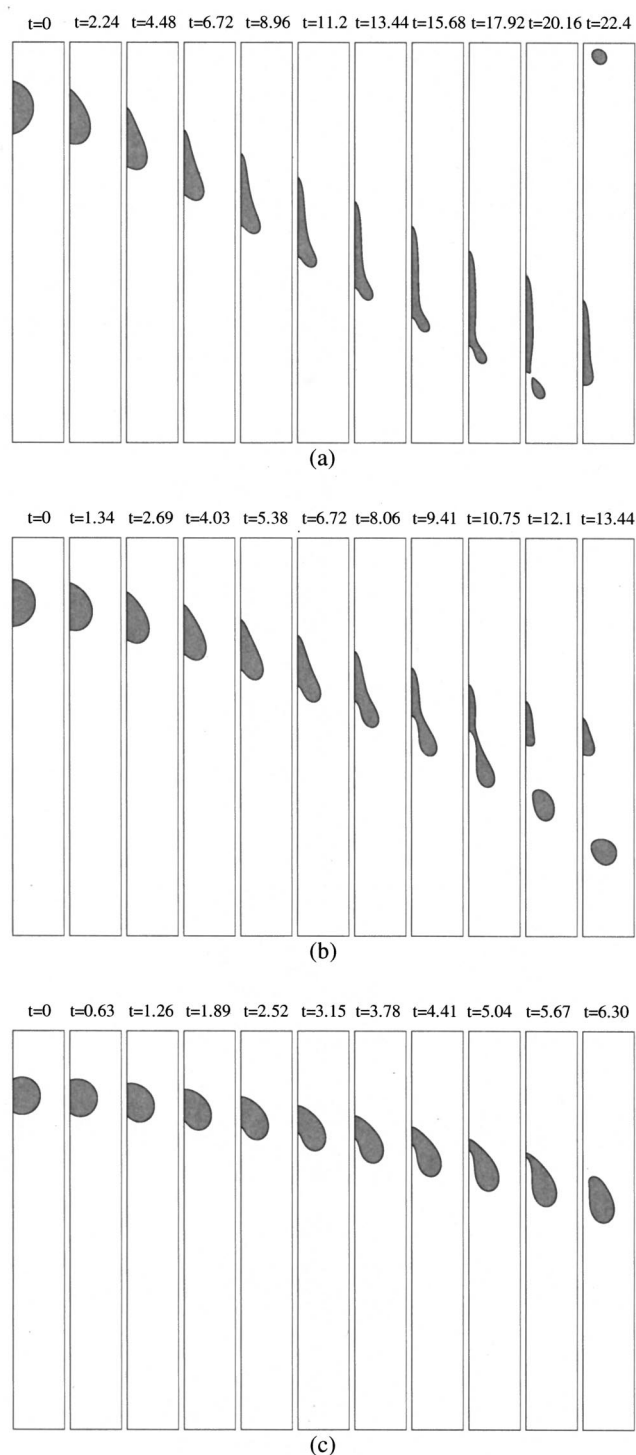 t=0 t=2.24 t=4.48 t=6.72 t=8.96 t=11.2 t=13.44 t=15.68 t=17.92 t=20.16 t=22.4
(a)
t=0 t=1.34 t=2.69 t=4.03 t=5.38 t=6.72 t=8.06 t=9.41 t=10.75 t=12.1 t=13.44
(b)
t=0 t=0.63 t=1.26 t=1.89 t=2.52 t=3.15 t=3.78 t=4.41 t=5.04 t=5.67 t=6.30
(c)